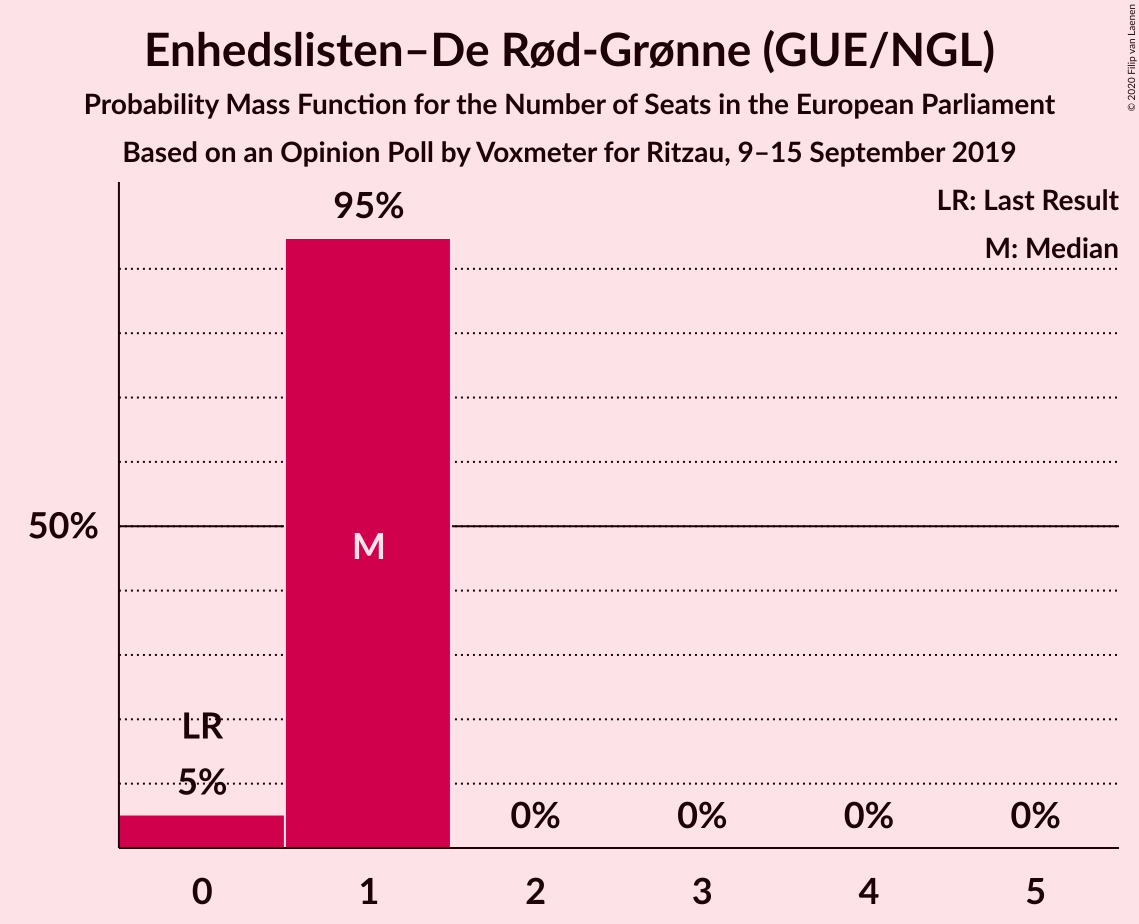 Enhedslisten–De Rød-Grønne (GUE/NGL)
Probability Mass Function for the Number of Seats in the European Parliament
Based on an Opinion Poll by Voxmeter for Ritzau, 9–15 September 2019
© 2020 Filip van Laenen
LR: Last Result
M: Median
95%
50%
M
LR
5%
0% 0% 0% 0%
0 1 2 3 4 5